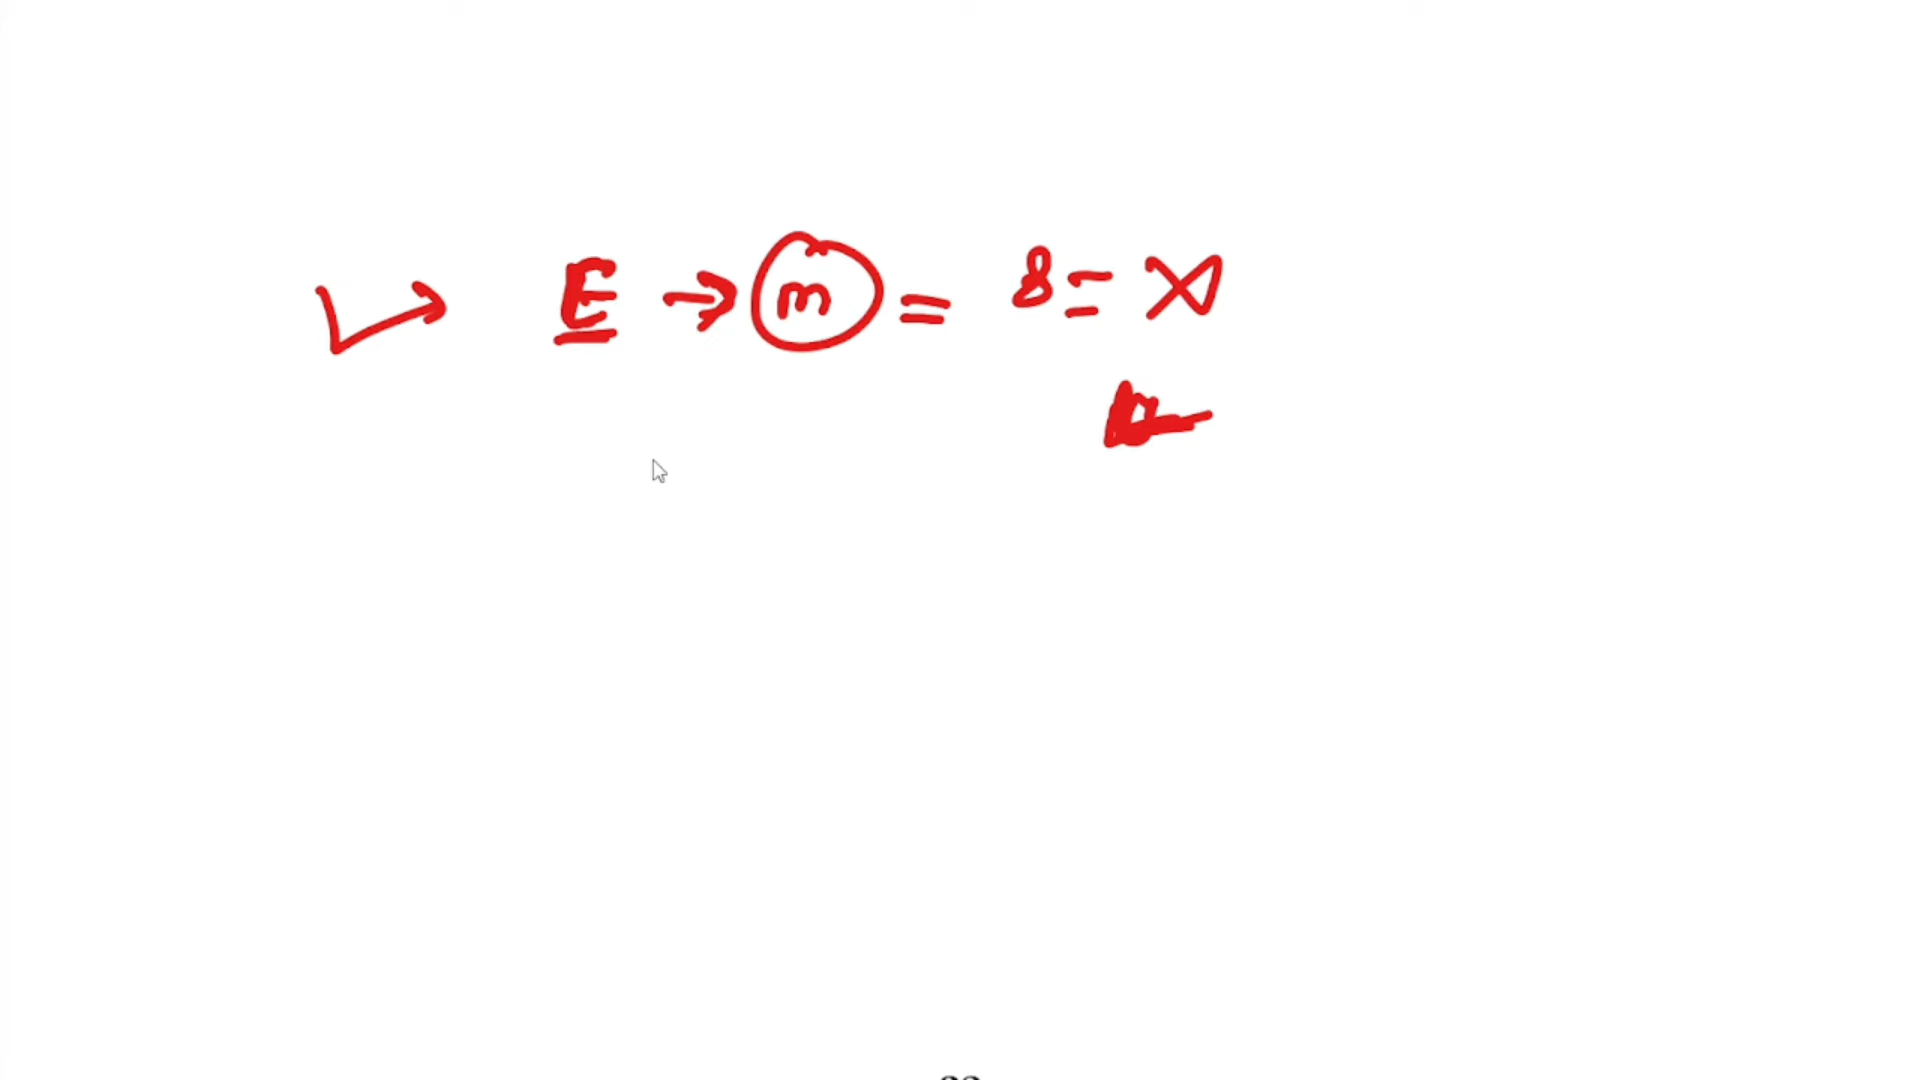 E → m = 8 = X